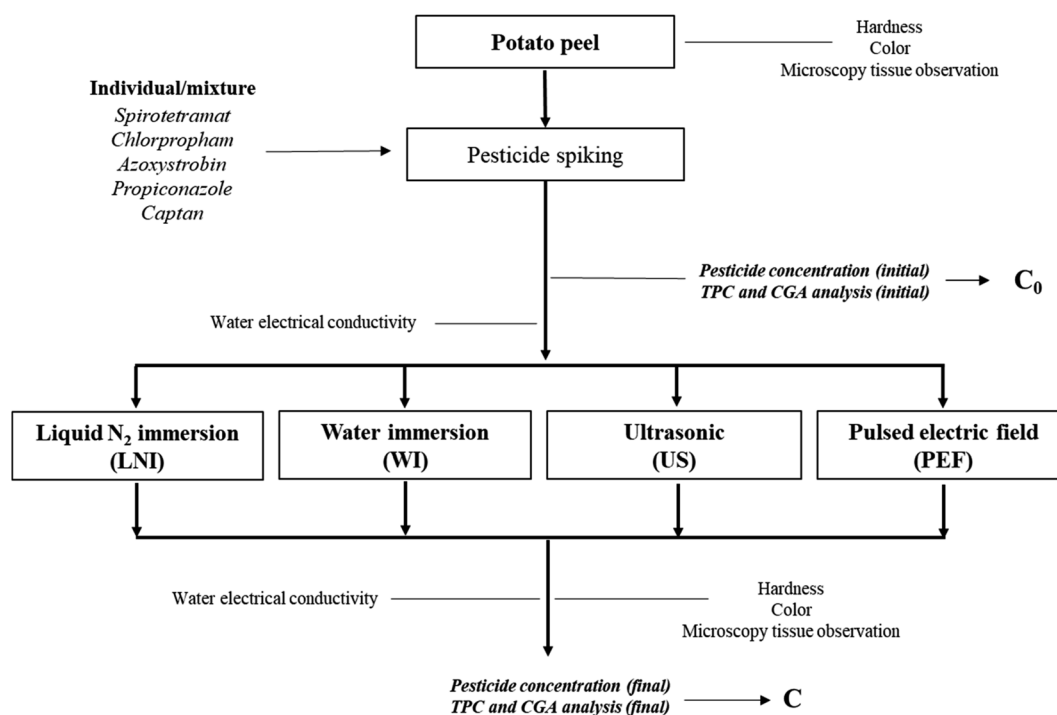 Potato peel
Hardness
Color
Microscopy tissue observation
Individual/mixture
Spirotetramat
Chlorpropham
Azoxystrobin
Propiconazole
Captan
Pesticide spiking
Pesticide concentration (initial)
TPC and CGA analysis (initial)
C₀
Water electrical conductivity
Liquid N₂ immersion
(LNI)
Water immersion
(WI)
Ultrasonic
(US)
Pulsed electric field
(PEF)
Water electrical conductivity
Hardness
Color
Microscopy tissue observation
Pesticide concentration (final)
TPC and CGA analysis (final)
C